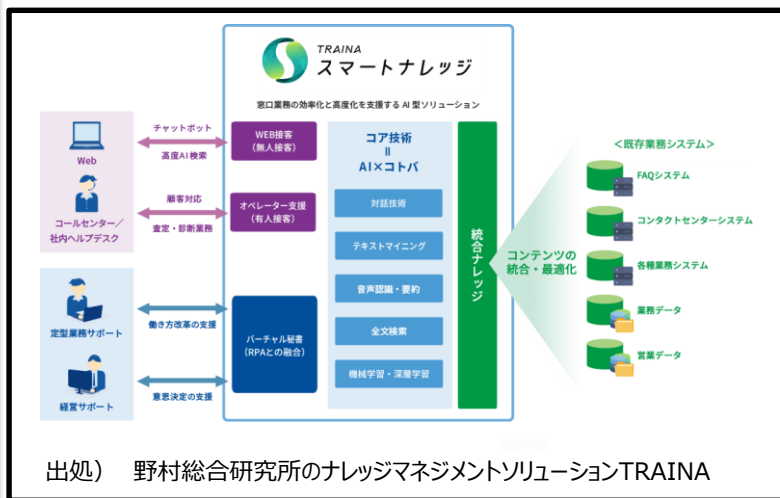 TRAINA
スマートナレッジ
窓口業務の効率化と高度化を支援する AI 型ソリューション
Web
コールセンター／
社内ヘルプデスク
定型業務サポート
経営サポート
チャットボット
高度AI検索
顧客対応
査定・診断業務
働き方改革の支援
意思決定の支援
WEB接客
（無人接客）
オペレーター支援
（有人接客）
バーチャル秘書
（RPAとの融合）
コア技術
=
AI×コトバ
対話技術
テキストマイニング
音声認識・要約
全文検索
機械学習・深層学習
統合ナレッジ
コンテンツの
統合・最適化
＜既存業務システム＞
FAQシステム
コンタクトセンターシステム
各種業務システム
業務データ
営業データ
出処） 野村総合研究所のナレッジマネジメントソリューションTRAINA